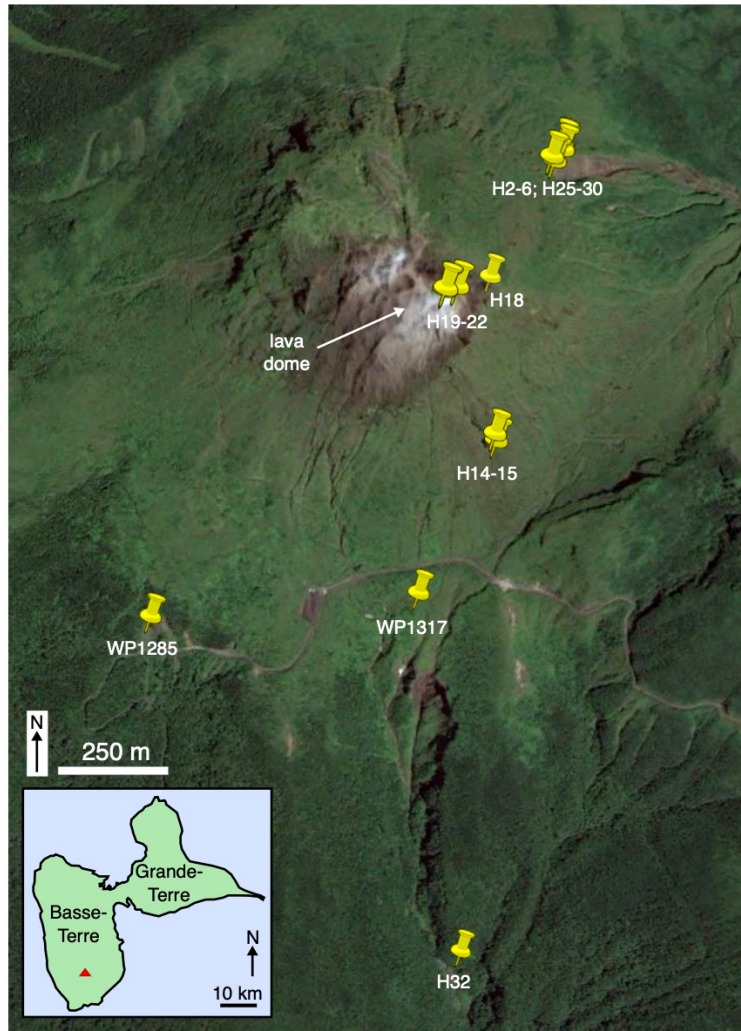 H2-6; H25-30
H18
H19-22
lava
dome
H14-15
WP1317
WP1285
N
250 m
H32
Grande-
Terre
Basse-
Terre
N
10 km